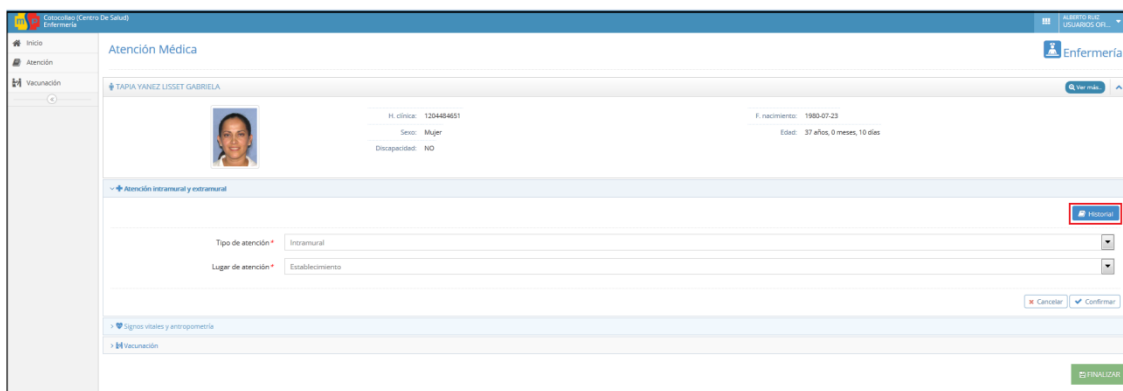 Cotocollao (Centro De Salud)
Enfermería
ALBERTO RUIZ
USUARIOS OFI...
Inicio
Atención
Vacunación
Atención Médica
Enfermería
TAPIA YANEZ LISSET GABRIELA
Ver más..
H. clínica: 1204484651
F. nacimiento: 1980-07-23
Sexo: Mujer
Edad: 37 años, 0 meses, 10 días
Discapacidad: NO
Atención intramural y extramural
Historial
Tipo de atención * Intramural
Lugar de atención * Establecimiento
Cancelar
Confirmar
Signos vitales y antropometría
Vacunación
FINALIZAR